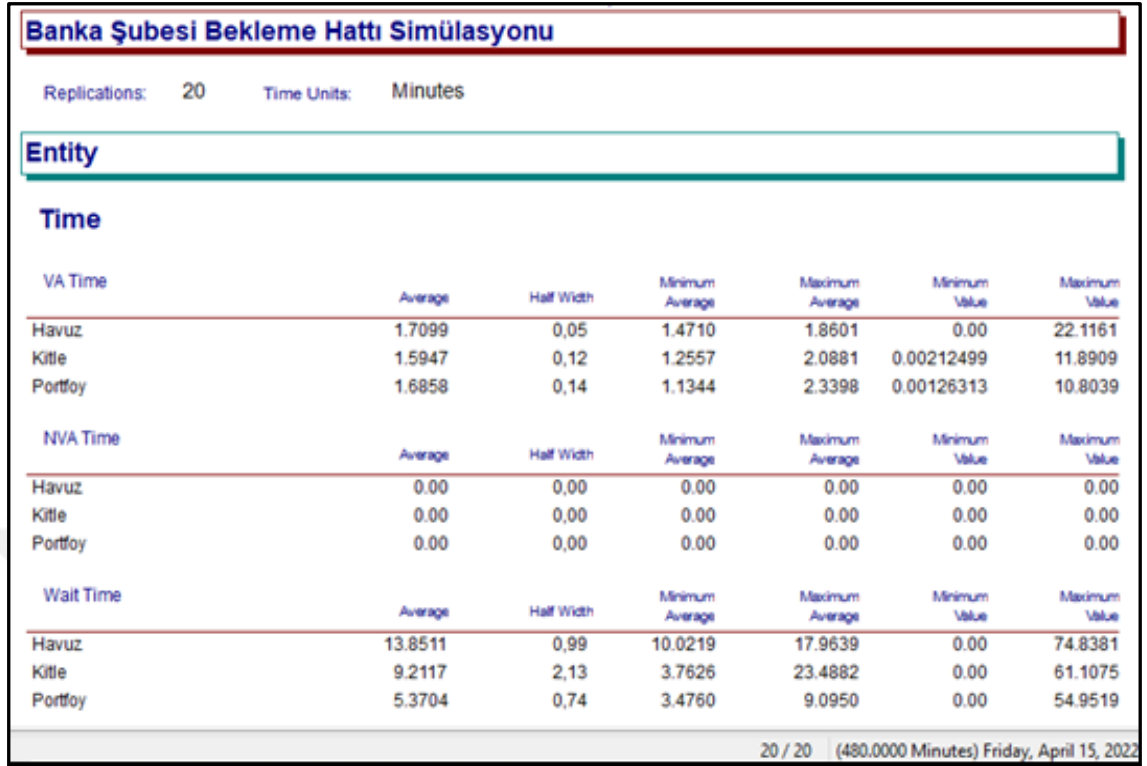 Banka Şubesi Bekleme Hattı Simülasyonu
Replications: 20 Time Units: Minutes
Entity
Time
VA Time Average Half Width Minimum Average Maximum Average Minimum Value Maximum Value
Havuz 1.7099 0,05 1.4710 1.8601 0.00 22.1161
Kitle 1.5947 0,12 1.2557 2.0881 0.00212499 11.8909
Portfoy 1.6858 0,14 1.1344 2.3398 0.00126313 10.8039
NVA Time Average Half Width Minimum Average Maximum Average Minimum Value Maximum Value
Havuz 0.00 0,00 0.00 0.00 0.00 0.00
Kitle 0.00 0,00 0.00 0.00 0.00 0.00
Portfoy 0.00 0,00 0.00 0.00 0.00 0.00
Wait Time Average Half Width Minimum Average Maximum Average Minimum Value Maximum Value
Havuz 13.8511 0,99 10.0219 17.9639 0.00 74.8381
Kitle 9.2117 2,13 3.7626 23.4882 0.00 61.1075
Portfoy 5.3704 0,74 3.4760 9.0950 0.00 54.9519
20 / 20 (480.0000 Minutes) Friday, April 15, 2022